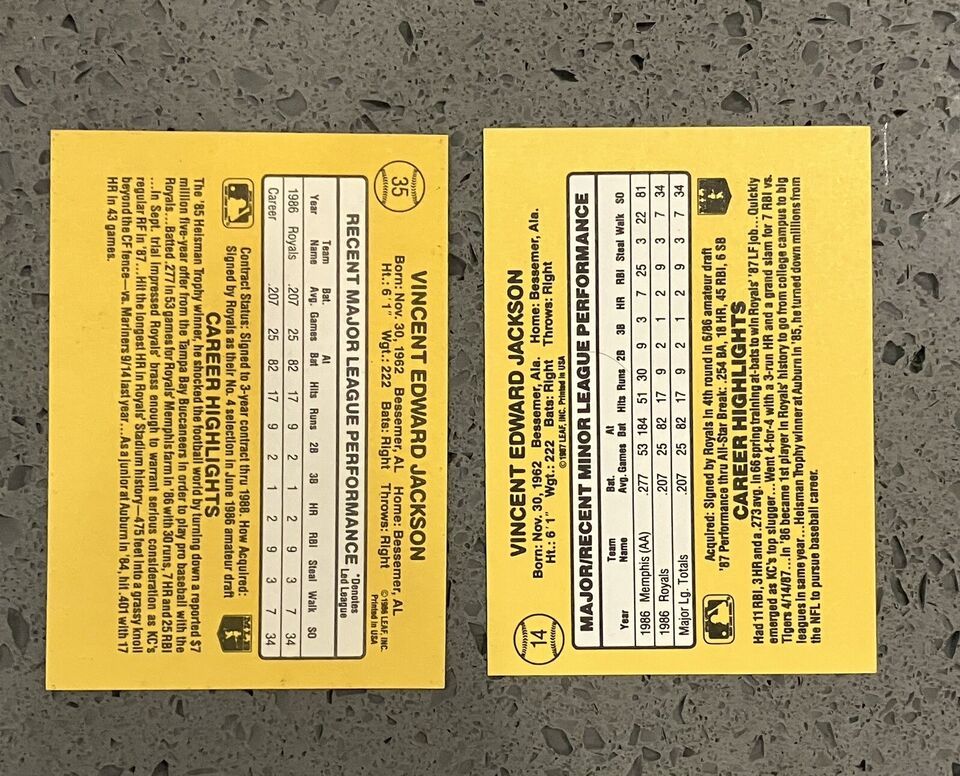 35
VINCENT EDWARD JACKSON
Born: Nov. 30, 1962 Bessemer, AL Home: Bessemer, AL
Ht.: 6'1" Wgt.: 222 Bats: Right Throws: Right
© 1986 LEAF, INC.
Printed in USA
RECENT MAJOR LEAGUE PERFORMANCE *Denotes Led League
Team Bat. At
Year Name Avg. Games Bat Hits Runs 2B 3B HR RBI Steal Walk SO
1986 Royals .207 25 82 17 9 2 1 2 9 3 7 34
Career .207 25 82 17 9 2 1 2 9 3 7 34
Contract Status: Signed to 3-year contract thru 1988. How Acquired:
Signed by Royals as their No. 4 selection in June 1986 amateur draft
CAREER HIGHLIGHTS
The '85 Heisman Trophy winner, he shocked the football world by turning down a reported $7
million five-year offer from the Tampa Bay Buccaneers in order to play pro baseball with the
Royals...Batted .277 in 53 games for Royals' Memphis farm in '86 with 30 runs, 7 HR and 25 RBI
...In Sept. trial impressed Royals' brass enough to warrant serious consideration as KC's
regular RF in '87...Hit the longest HR in Royals' Stadium history—475 feet into a grassy knoll
beyond the CF fence—vs. Mariners 9/14 last year...As a junior at Auburn in '84, hit .401 with 17
HR in 43 games.
14
VINCENT EDWARD JACKSON
Born: Nov. 30, 1962 Bessemer, Ala. Home: Bessemer, Ala.
Ht.: 6'1" Wgt.: 222 Bats: Right Throws: Right
© 1987 LEAF, INC. Printed in USA
MAJOR/RECENT MINOR LEAGUE PERFORMANCE
Team Bat. At
Year Name Avg. Games Bat Hits Runs 2B 3B HR RBI Steal Walk SO
1986 Memphis (AA) .277 53 184 51 30 9 3 7 25 3 22 81
1986 Royals .207 25 82 17 9 2 1 2 9 3 7 34
Major Lg. Totals .207 25 82 17 9 2 1 2 9 3 7 34
Acquired: Signed by Royals in 4th round in 6/86 amateur draft
'87 Performance thru All-Star Break: .254 BA, 18 HR, 45 RBI, 6 SB
CAREER HIGHLIGHTS
Had 11 RBI, 3 HR and a .273 avg. in 66 spring training at-bats to win Royals' '87 LF job...Quickly
emerged as KC's top slugger...Went 4-for-4 with a 3-run HR and a grand slam for 7 RBI vs.
Tigers 4/14/87...In '86 became 1st player in Royals' history to go from college campus to big
leagues in same year...Heisman Trophy winner at Auburn in '85, he turned down millions from
the NFL to pursue baseball career.